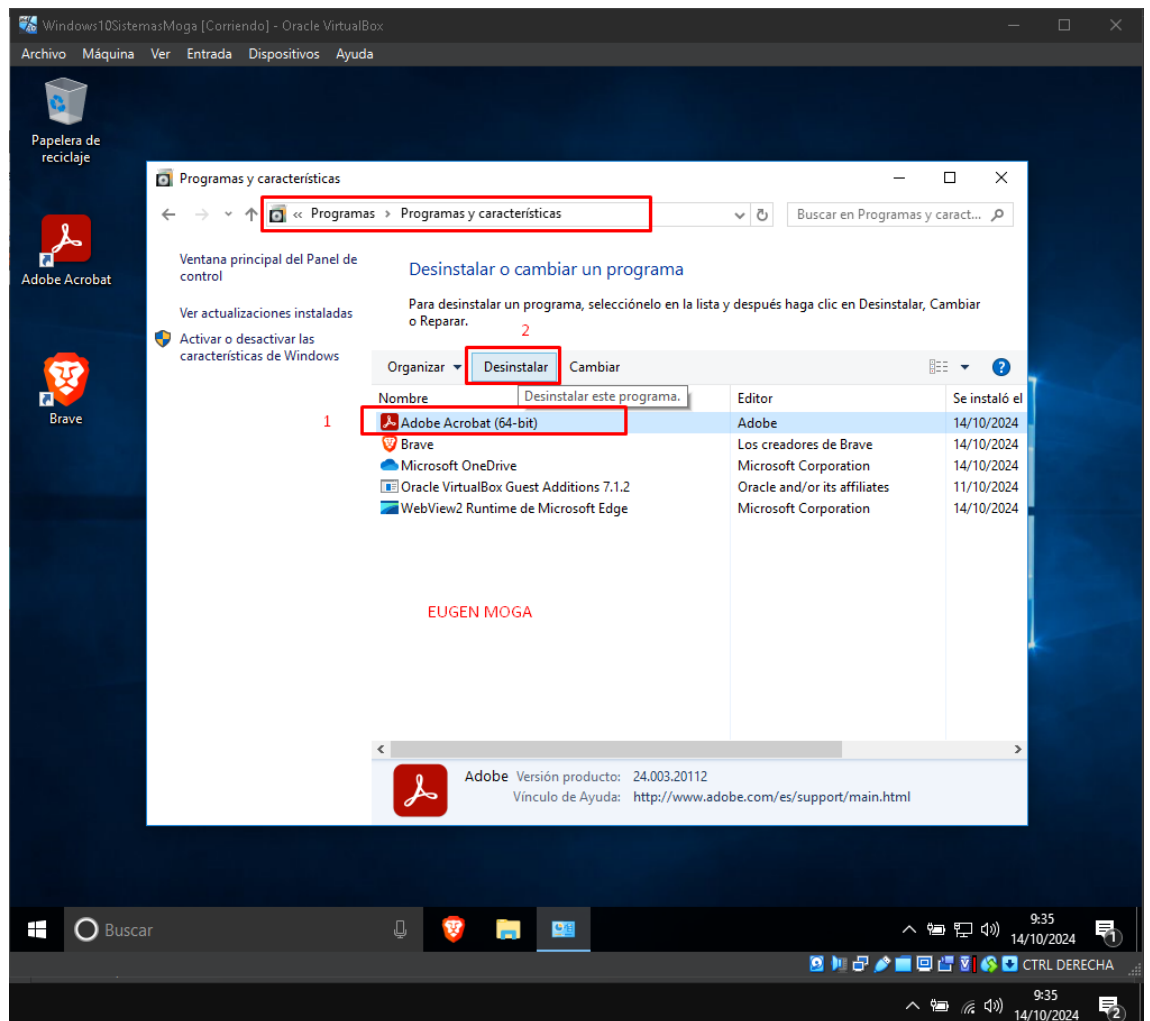 Windows10SistemasMoga [Corriendo] - Oracle VirtualBox
Archivo Máquina Ver Entrada Dispositivos Ayuda
Papelera de
reciclaje
Adobe Acrobat
Brave
Programas y características
« Programas > Programas y características
Buscar en Programas y caract...
Ventana principal del Panel de
control
Ver actualizaciones instaladas
Activar o desactivar las
características de Windows
Desinstalar o cambiar un programa
Para desinstalar un programa, selecciónelo en la lista y después haga clic en Desinstalar, Cambiar
o Reparar.
2
Organizar Desinstalar Cambiar
Desinstalar este programa.
Nombre Editor Se instaló el
1
Adobe Acrobat (64-bit) Adobe 14/10/2024
Brave Los creadores de Brave 14/10/2024
Microsoft OneDrive Microsoft Corporation 14/10/2024
Oracle VirtualBox Guest Additions 7.1.2 Oracle and/or its affiliates 11/10/2024
WebView2 Runtime de Microsoft Edge Microsoft Corporation 14/10/2024
EUGEN MOGA
Adobe Versión producto: 24.003.20112
Vínculo de Ayuda: http://www.adobe.com/es/support/main.html
Buscar
9:35
14/10/2024
1
CTRL DERECHA
9:35
14/10/2024
2